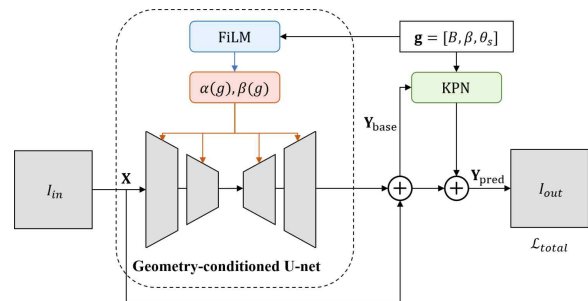 FiLM
𝐠 = [B, β, θ_s]
α(g), β(g)
KPN
Y_base
I_in
X
Y_pred
I_out
Geometry-conditioned U-net
ℒ_total